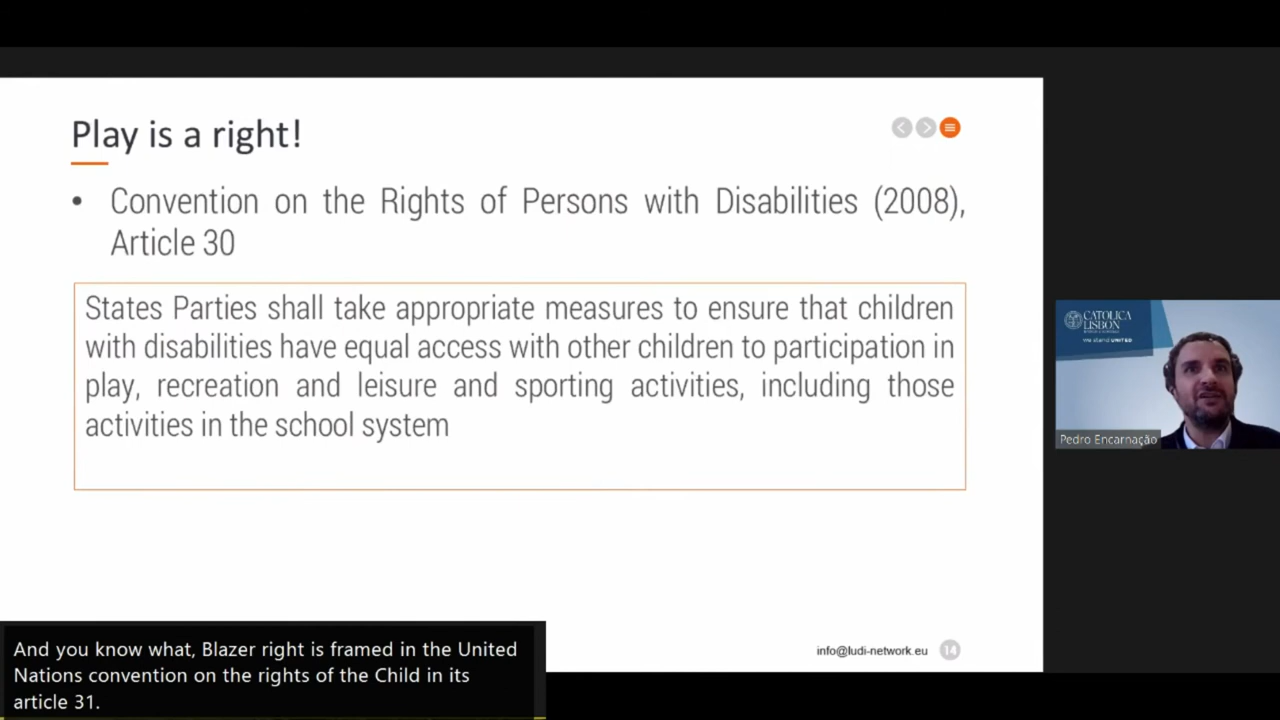 Play is a right!
• Convention on the Rights of Persons with Disabilities (2008),
Article 30
States Parties shall take appropriate measures to ensure that children
with disabilities have equal access with other children to participation in
play, recreation and leisure and sporting activities, including those
activities in the school system
CATOLICA
LISBON
we stand UNITED
Pedro Encarnação
info@ludi-network.eu 14
And you know what, Blazer right is framed in the United
Nations convention on the rights of the Child in its
article 31.